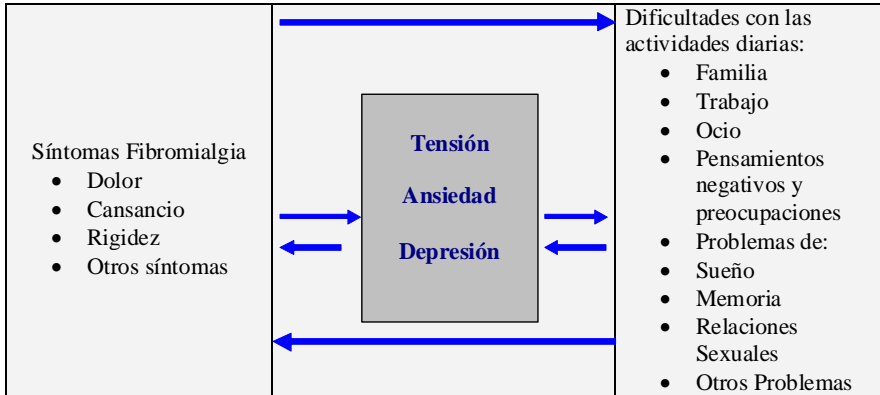 Síntomas Fibromialgia
• Dolor
• Cansancio
• Rigidez
• Otros síntomas
Tensión
Ansiedad
Depresión
Dificultades con las
actividades diarias:
• Familia
• Trabajo
• Ocio
• Pensamientos
negativos y
preocupaciones
• Problemas de:
• Sueño
• Memoria
• Relaciones
Sexuales
• Otros Problemas